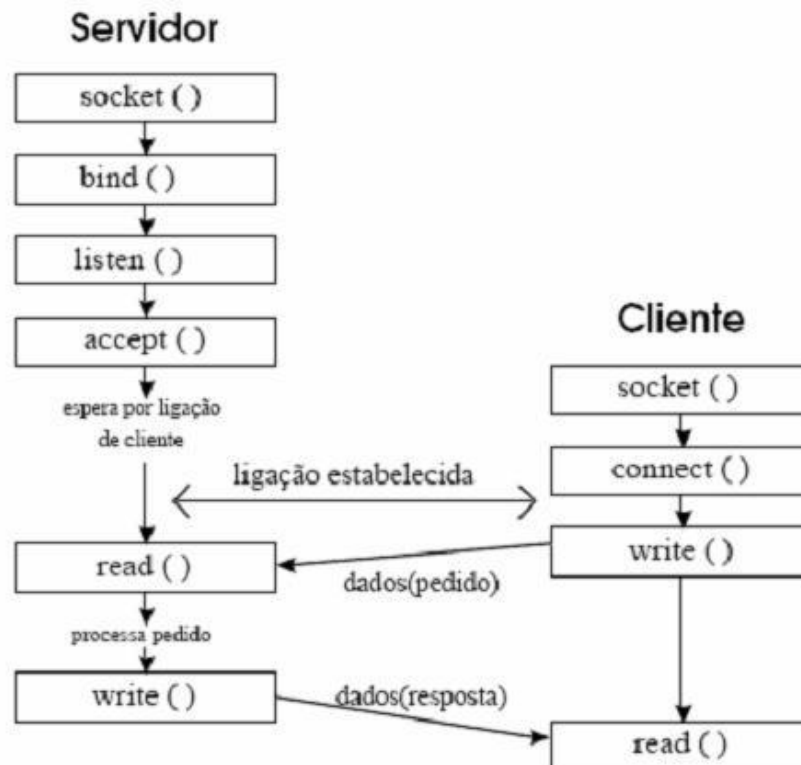 Servidor
socket ( )
bind ( )
listen ( )
accept ( )
espera por ligação
de cliente
read ( )
processa pedido
write ( )
ligação estabelecida
dados(pedido)
dados(resposta)
Cliente
socket ( )
connect ( )
write ( )
read ( )